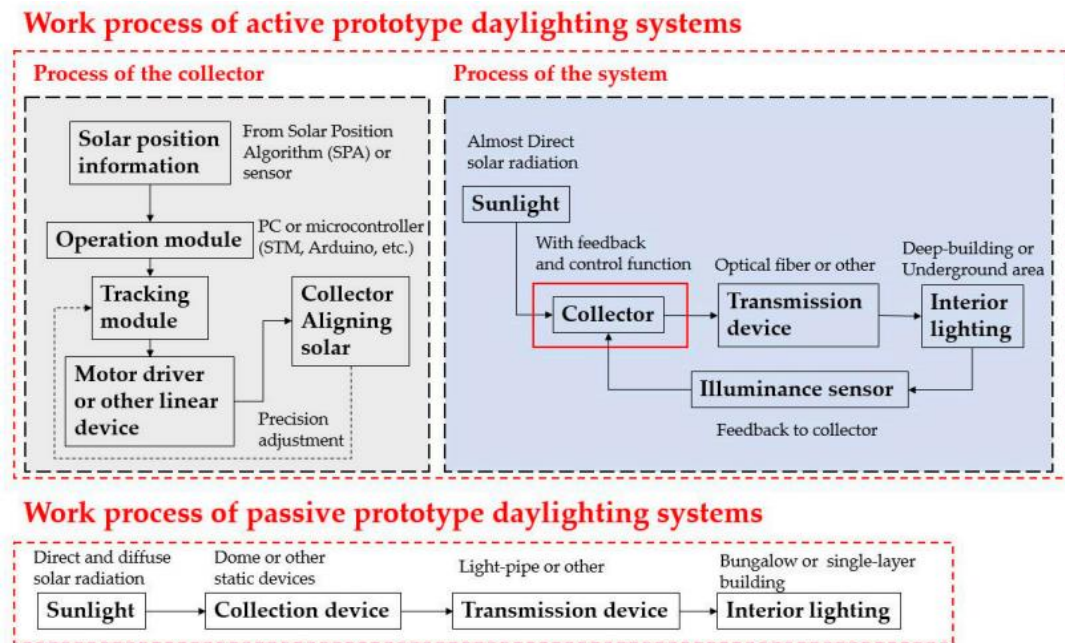 Work process of active prototype daylighting systems
Process of the collector
Solar position
information
From Solar Position
Algorithm (SPA) or
sensor
Operation module
PC or microcontroller
(STM, Arduino, etc.)
Tracking
module
Collector
Aligning
solar
Motor driver
or other linear
device
Precision
adjustment
Process of the system
Almost Direct
solar radiation
Sunlight
With feedback
and control function
Collector
Optical fiber or other
Transmission
device
Deep-building or
Underground area
Interior
lighting
Illuminance sensor
Feedback to collector
Work process of passive prototype daylighting systems
Direct and diffuse
solar radiation
Sunlight
Dome or other
static devices
Collection device
Light-pipe or other
Transmission device
Bungalow or single-layer
building
Interior lighting